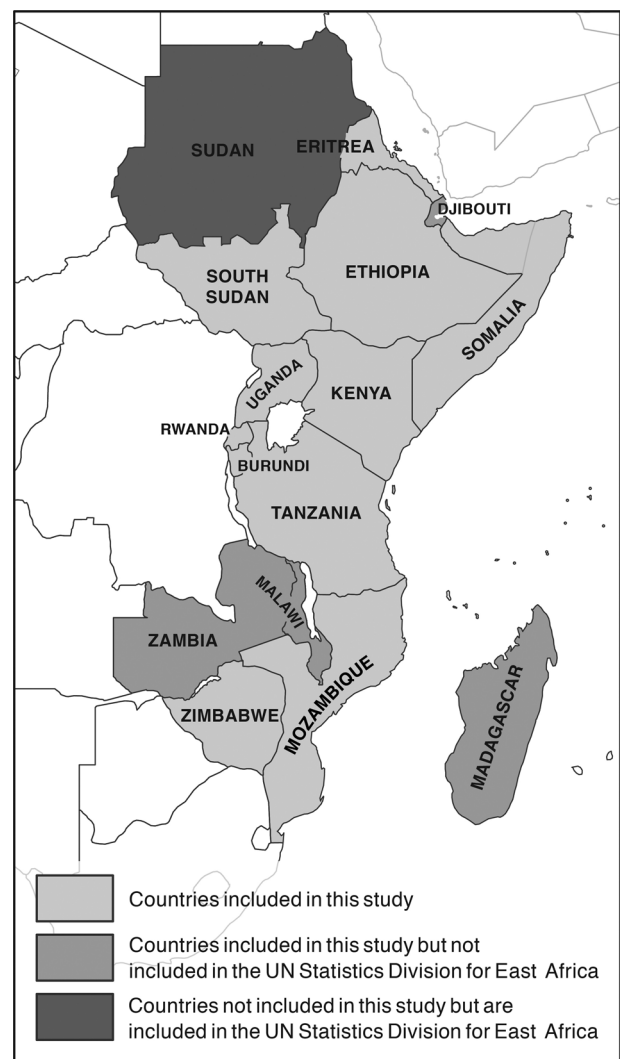 SUDAN
ERITREA
DJIBOUTI
SOUTH
SUDAN
ETHIOPIA
SOMALIA
UGANDA
KENYA
RWANDA
BURUNDI
TANZANIA
MALAWI
ZAMBIA
MOZAMBIQUE
ZIMBABWE
MADAGASCAR
Countries included in this study
Countries included in this study but not
included in the UN Statistics Division for East Africa
Countries not included in this study but are
included in the UN Statistics Division for East Africa